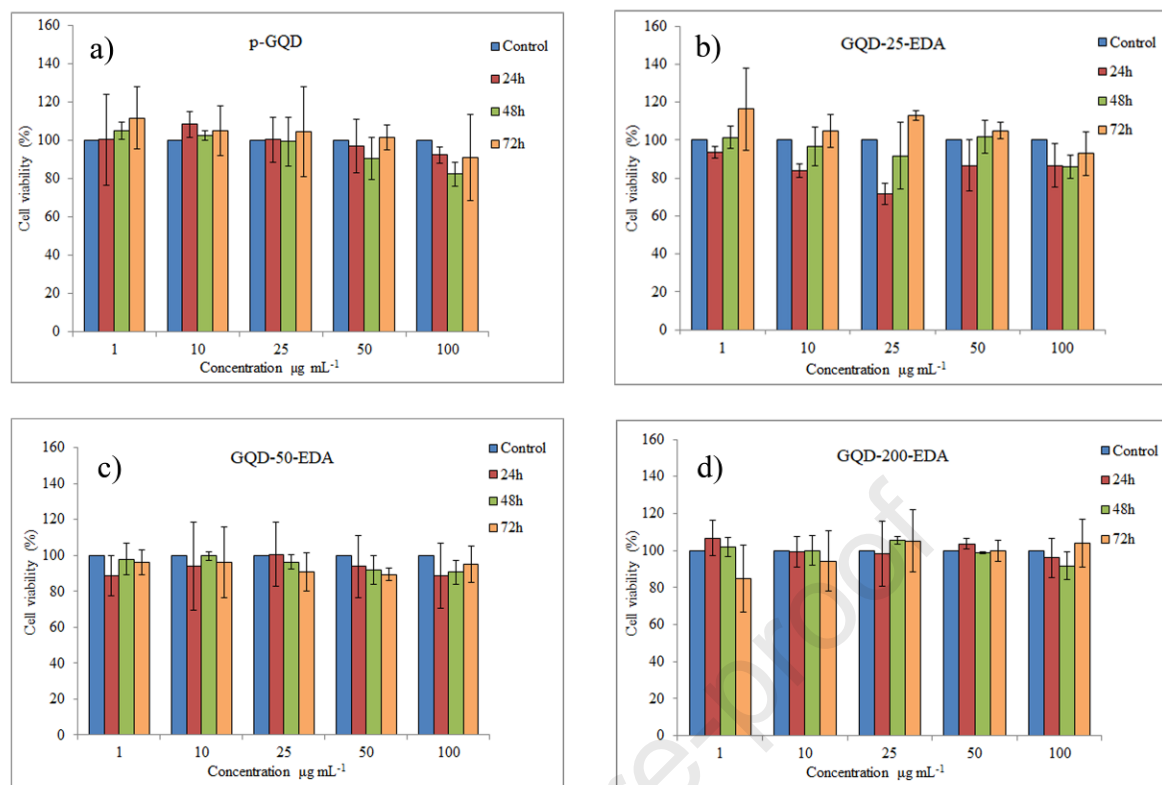 a)
p-GQD
Control
24h
48h
72h
Cell viability (%)
160
140
120
100
80
60
40
20
0
1 10 25 50 100
Concentration µg mL⁻¹
b)
GQD-25-EDA
Control
24h
48h
72h
Cell viability (%)
160
140
120
100
80
60
40
20
0
1 10 25 50 100
Concentration µg mL⁻¹
c)
GQD-50-EDA
Control
24h
48h
72h
Cell viability (%)
160
140
120
100
80
60
40
20
0
1 10 25 50 100
Concentration µg mL⁻¹
d)
GQD-200-EDA
Control
24h
48h
72h
Cell viability (%)
160
140
120
100
80
60
40
20
0
1 10 25 50 100
Concentration µg mL⁻¹
re-proof